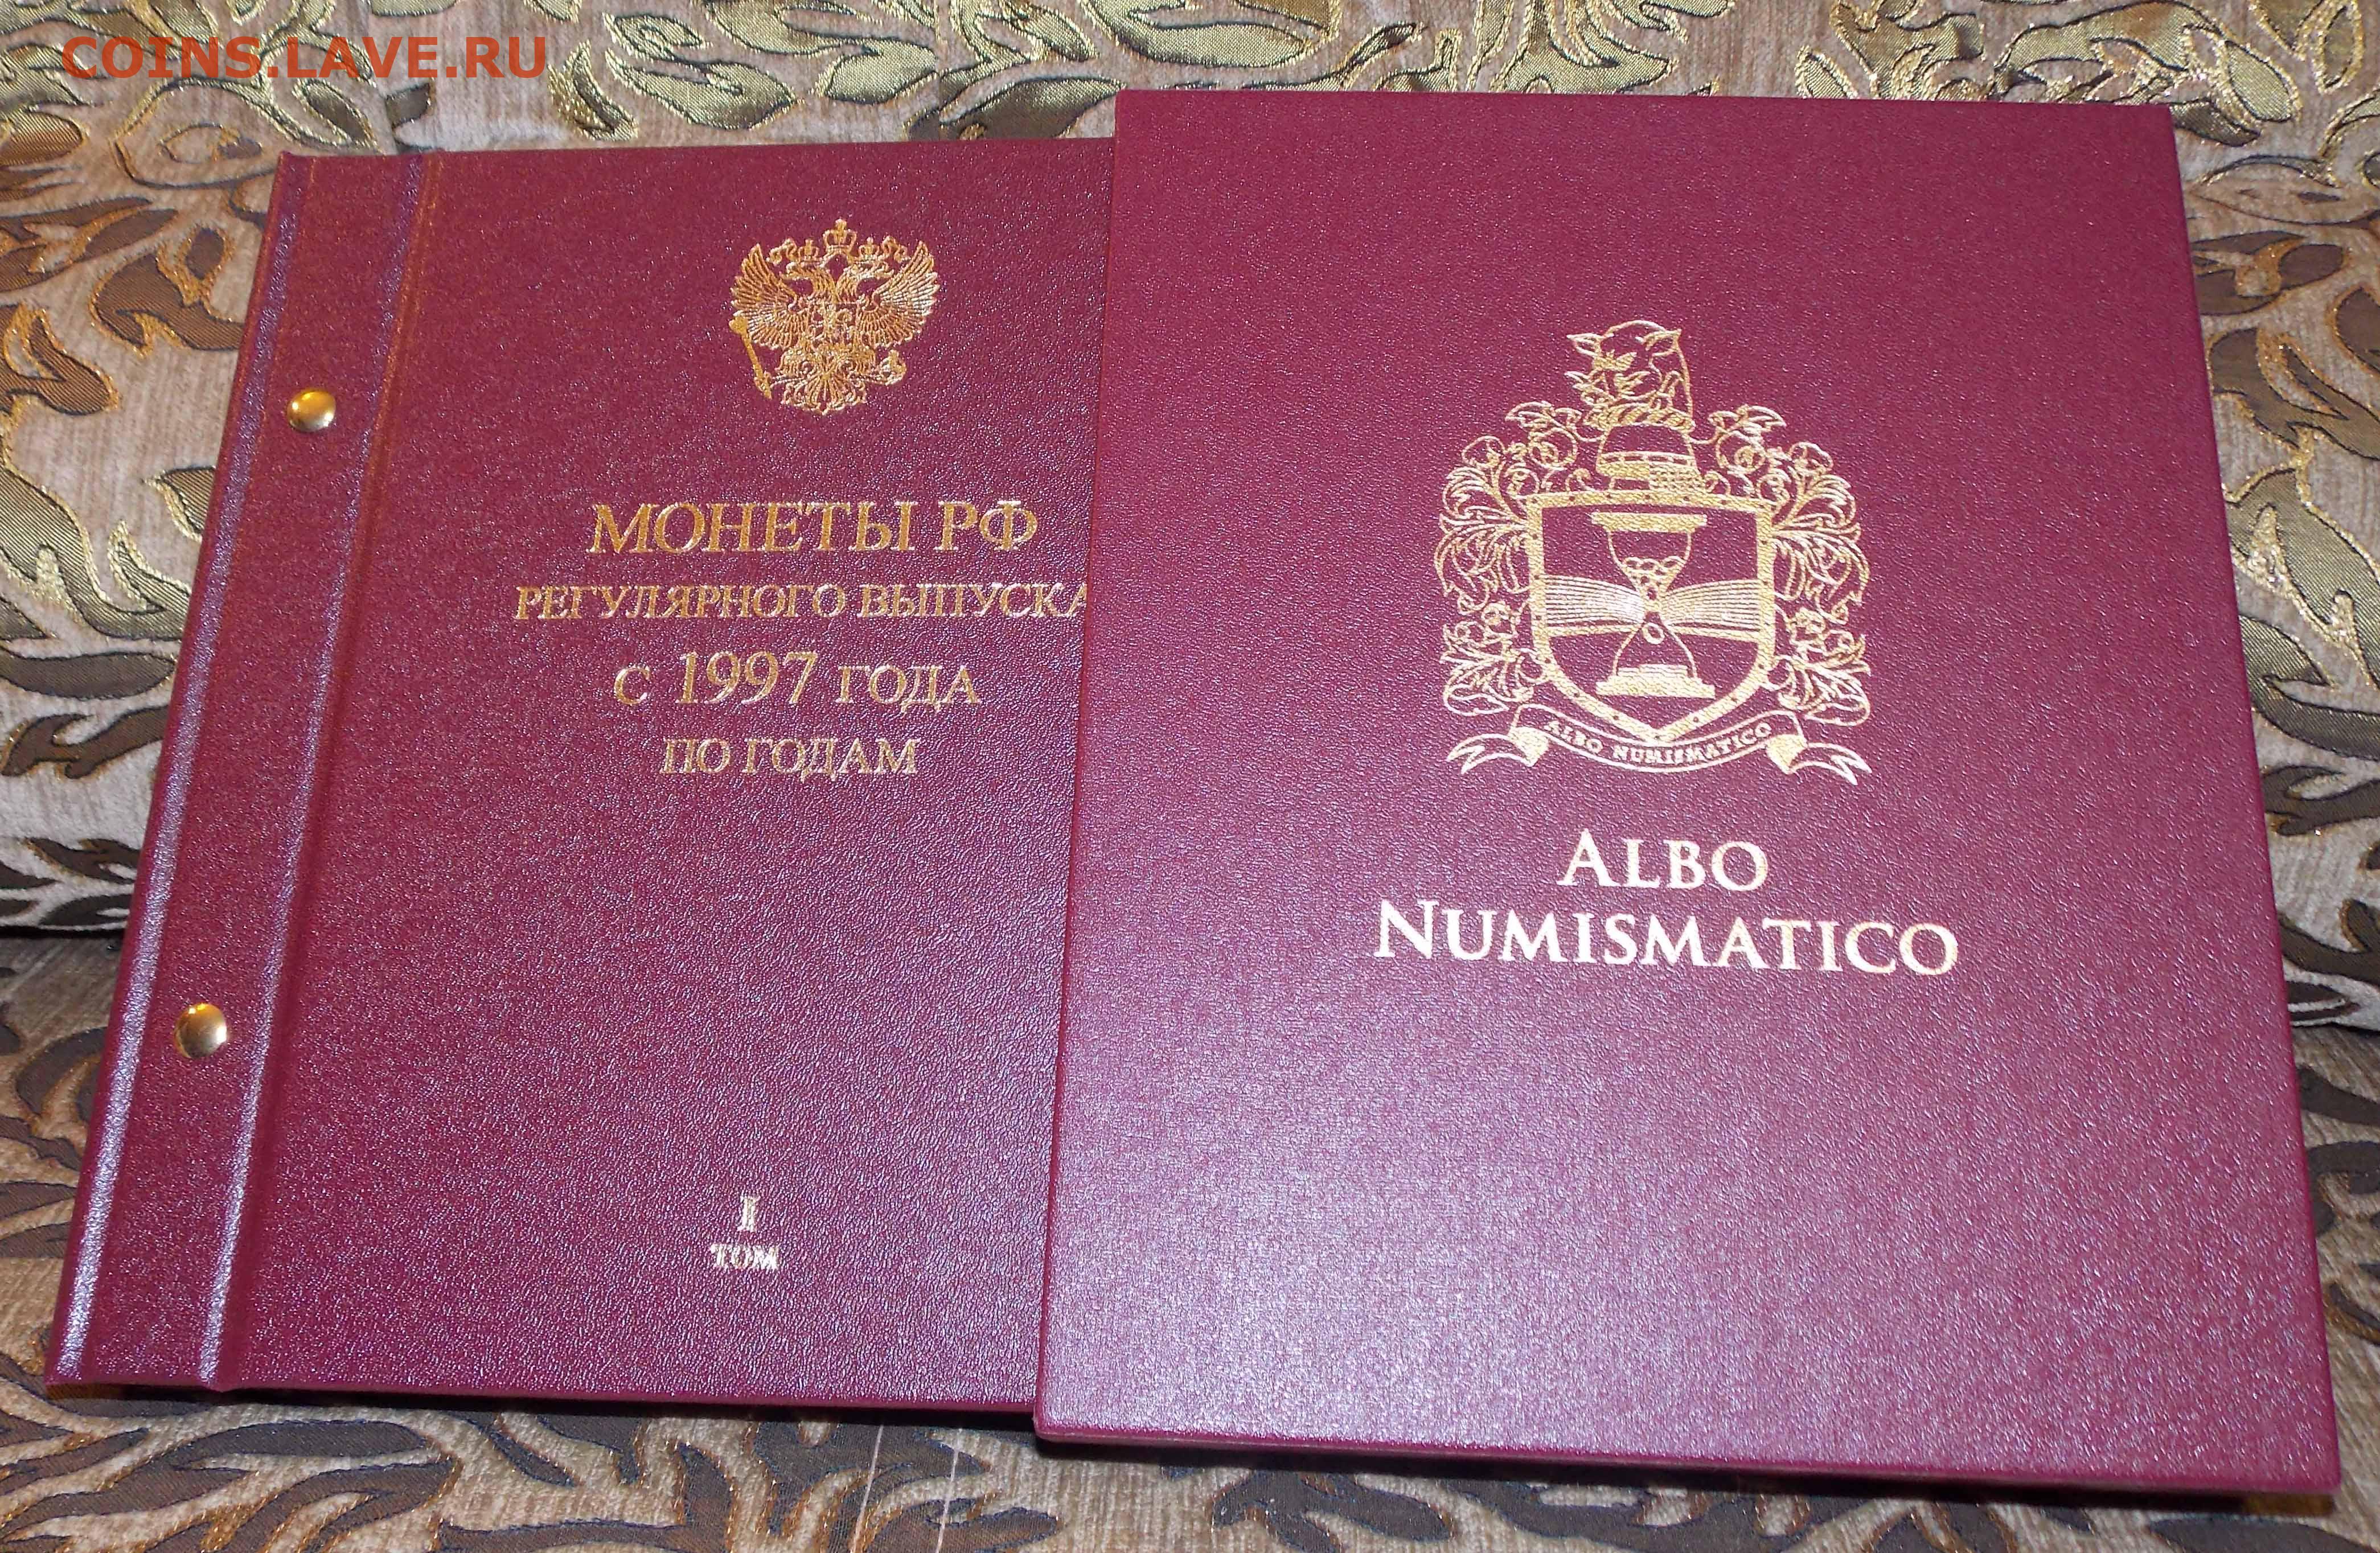 COINS.LAVE.RU
МОНЕТЫ РФ
РЕГУЛЯРНОГО ВЫПУСКА
С 1997 ГОДА
ПО ГОДАМ
ТОМ
ALBO NUMISMATICO
ALBO
NUMISMATICO